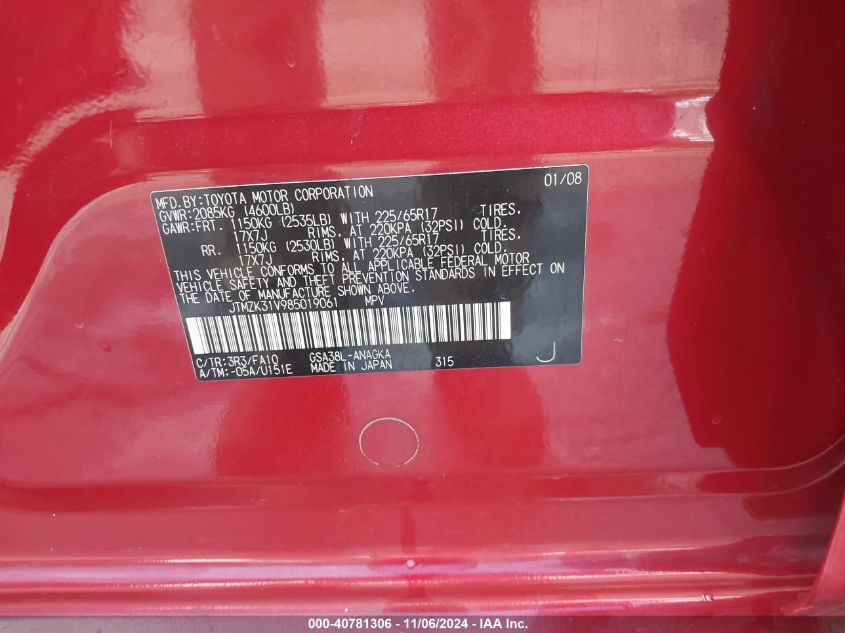 MFD.BY:TOYOTA MOTOR CORPORATION 01/08
GVWR:2085KG (4600LB)
GAWR:FRT. 1150KG (2535LB) WITH 225/65R17 TIRES,
17X7J RIMS, AT 220KPA (32PSI) COLD
RR. 1150KG (2530LB) WITH 225/65R17 TIRES,
17X7J RIMS, AT 220KPA (32PSI) COLD.
THIS VEHICLE CONFORMS TO ALL APPLICABLE FEDERAL MOTOR
VEHICLE SAFETY AND THEFT PREVENTION STANDARDS IN EFFECT ON
THE DATE OF MANUFACTURE SHOWN ABOVE.
JTMZK31V985019061 MPV
C/TR:3R3/FA10 GSA38L-ANAGKA 315 J
A/TM:-05A/U151E MADE IN JAPAN
000-40781306 - 11/06/2024 - IAA Inc.